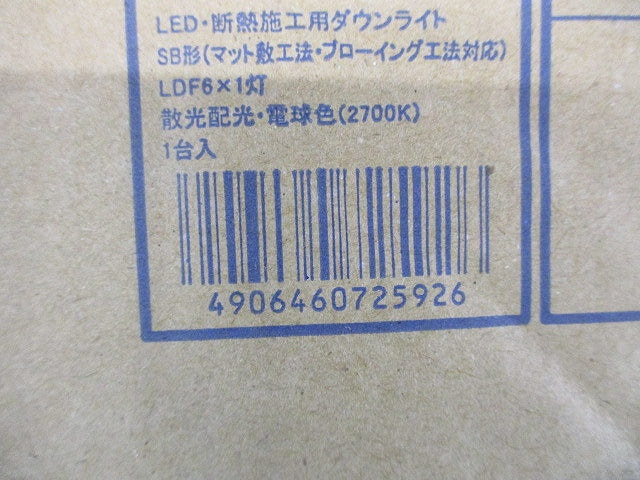 LED・断熱施工用ダウンライト
SB形(マット敷工法・ブローイング工法対応)
LDF6×1灯
散光配光・電球色(2700K)
1台入
4906460725926